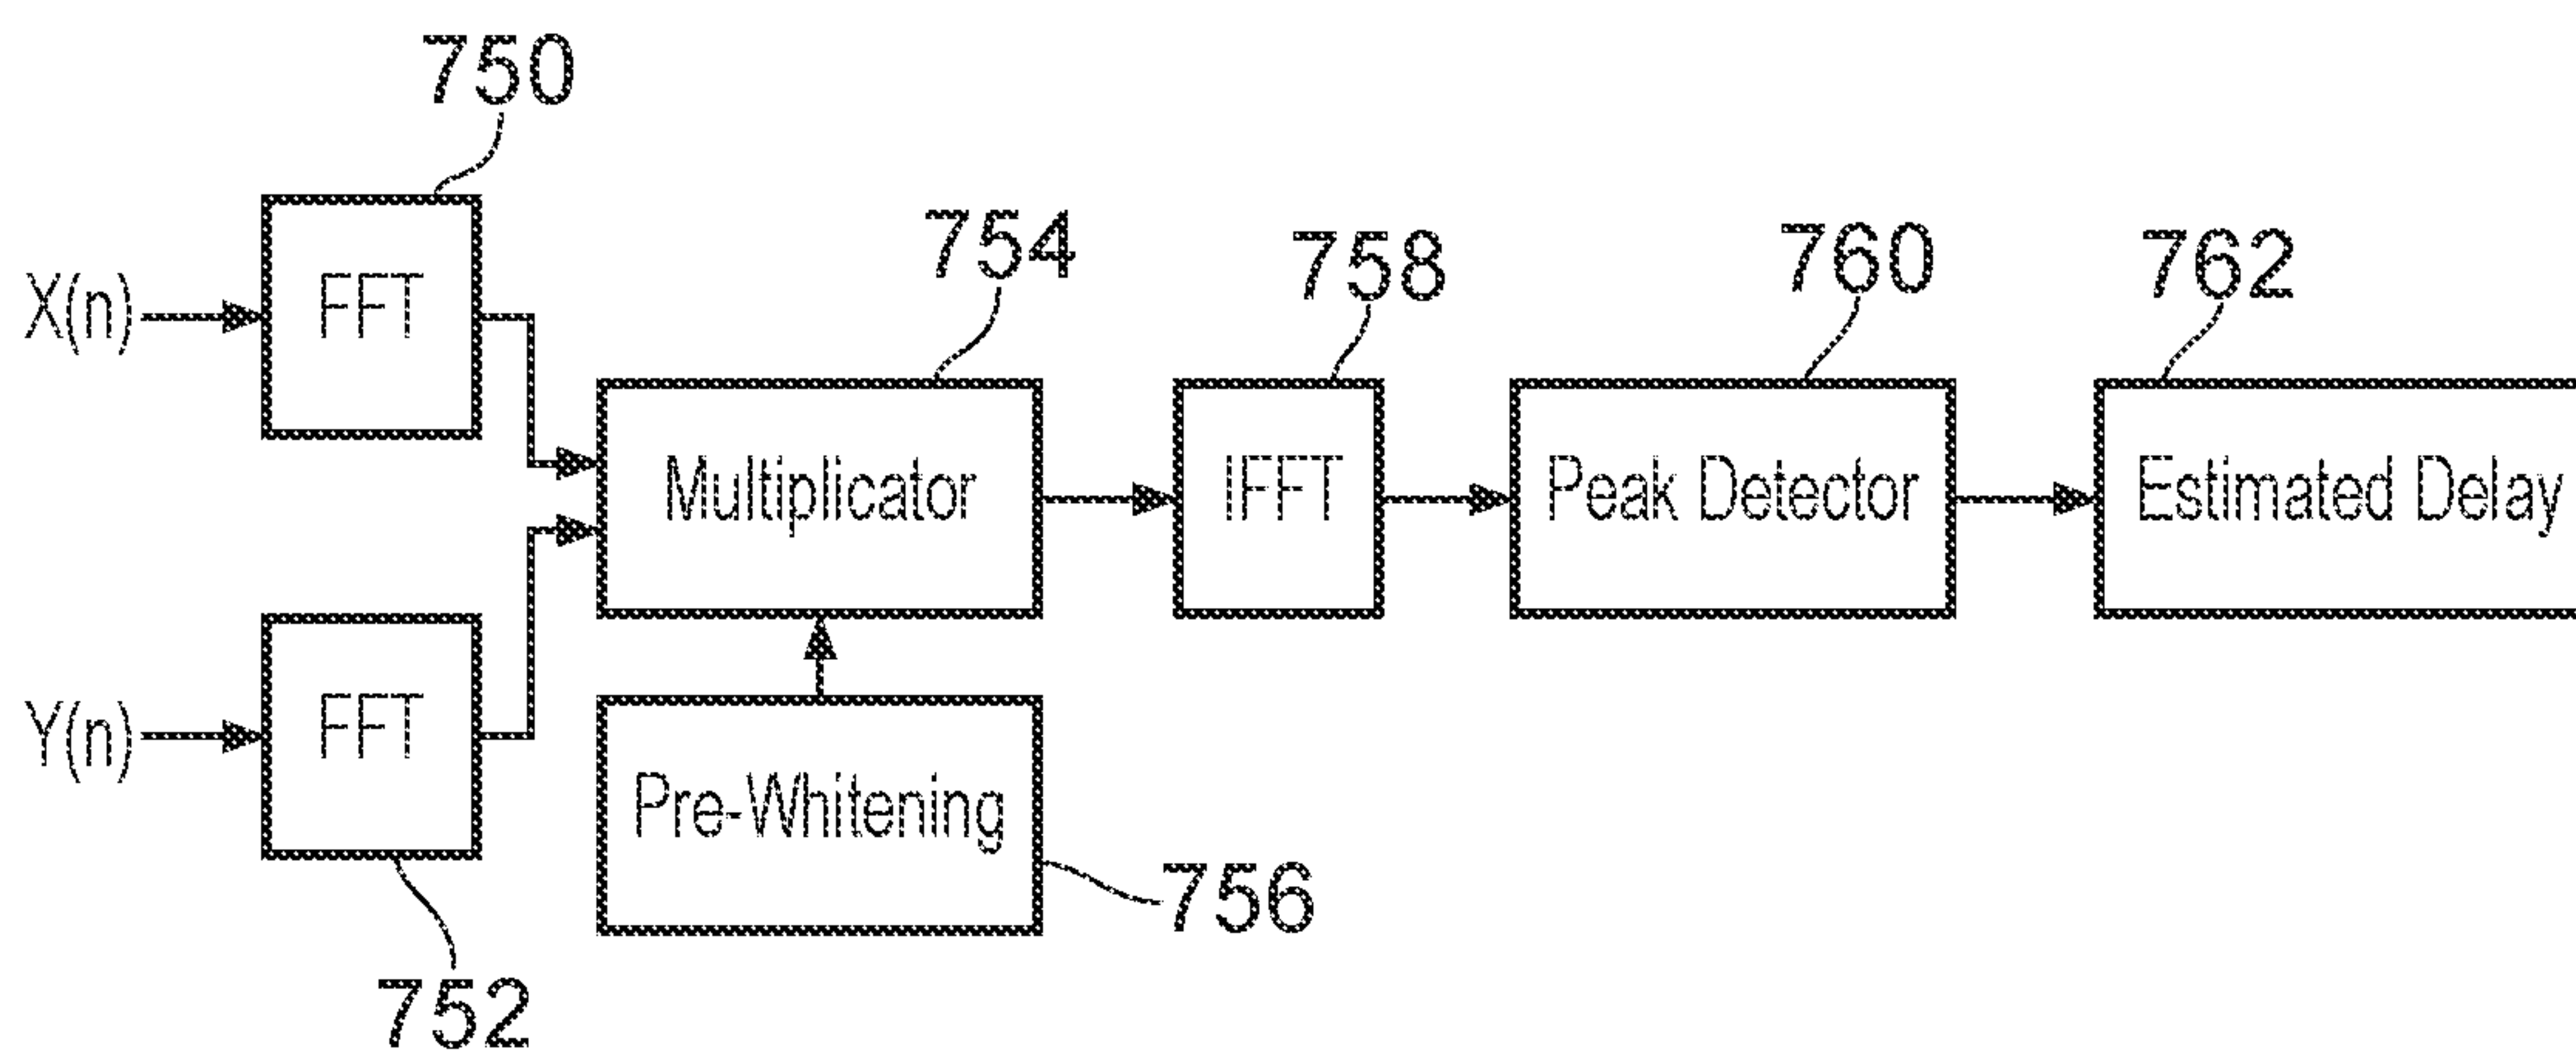 750
X(n)
FFT
754
758
760
762
Multiplicator
IFFT
Peak Detector
Estimated Delay
Y(n)
FFT
Pre-Whitening
756
752